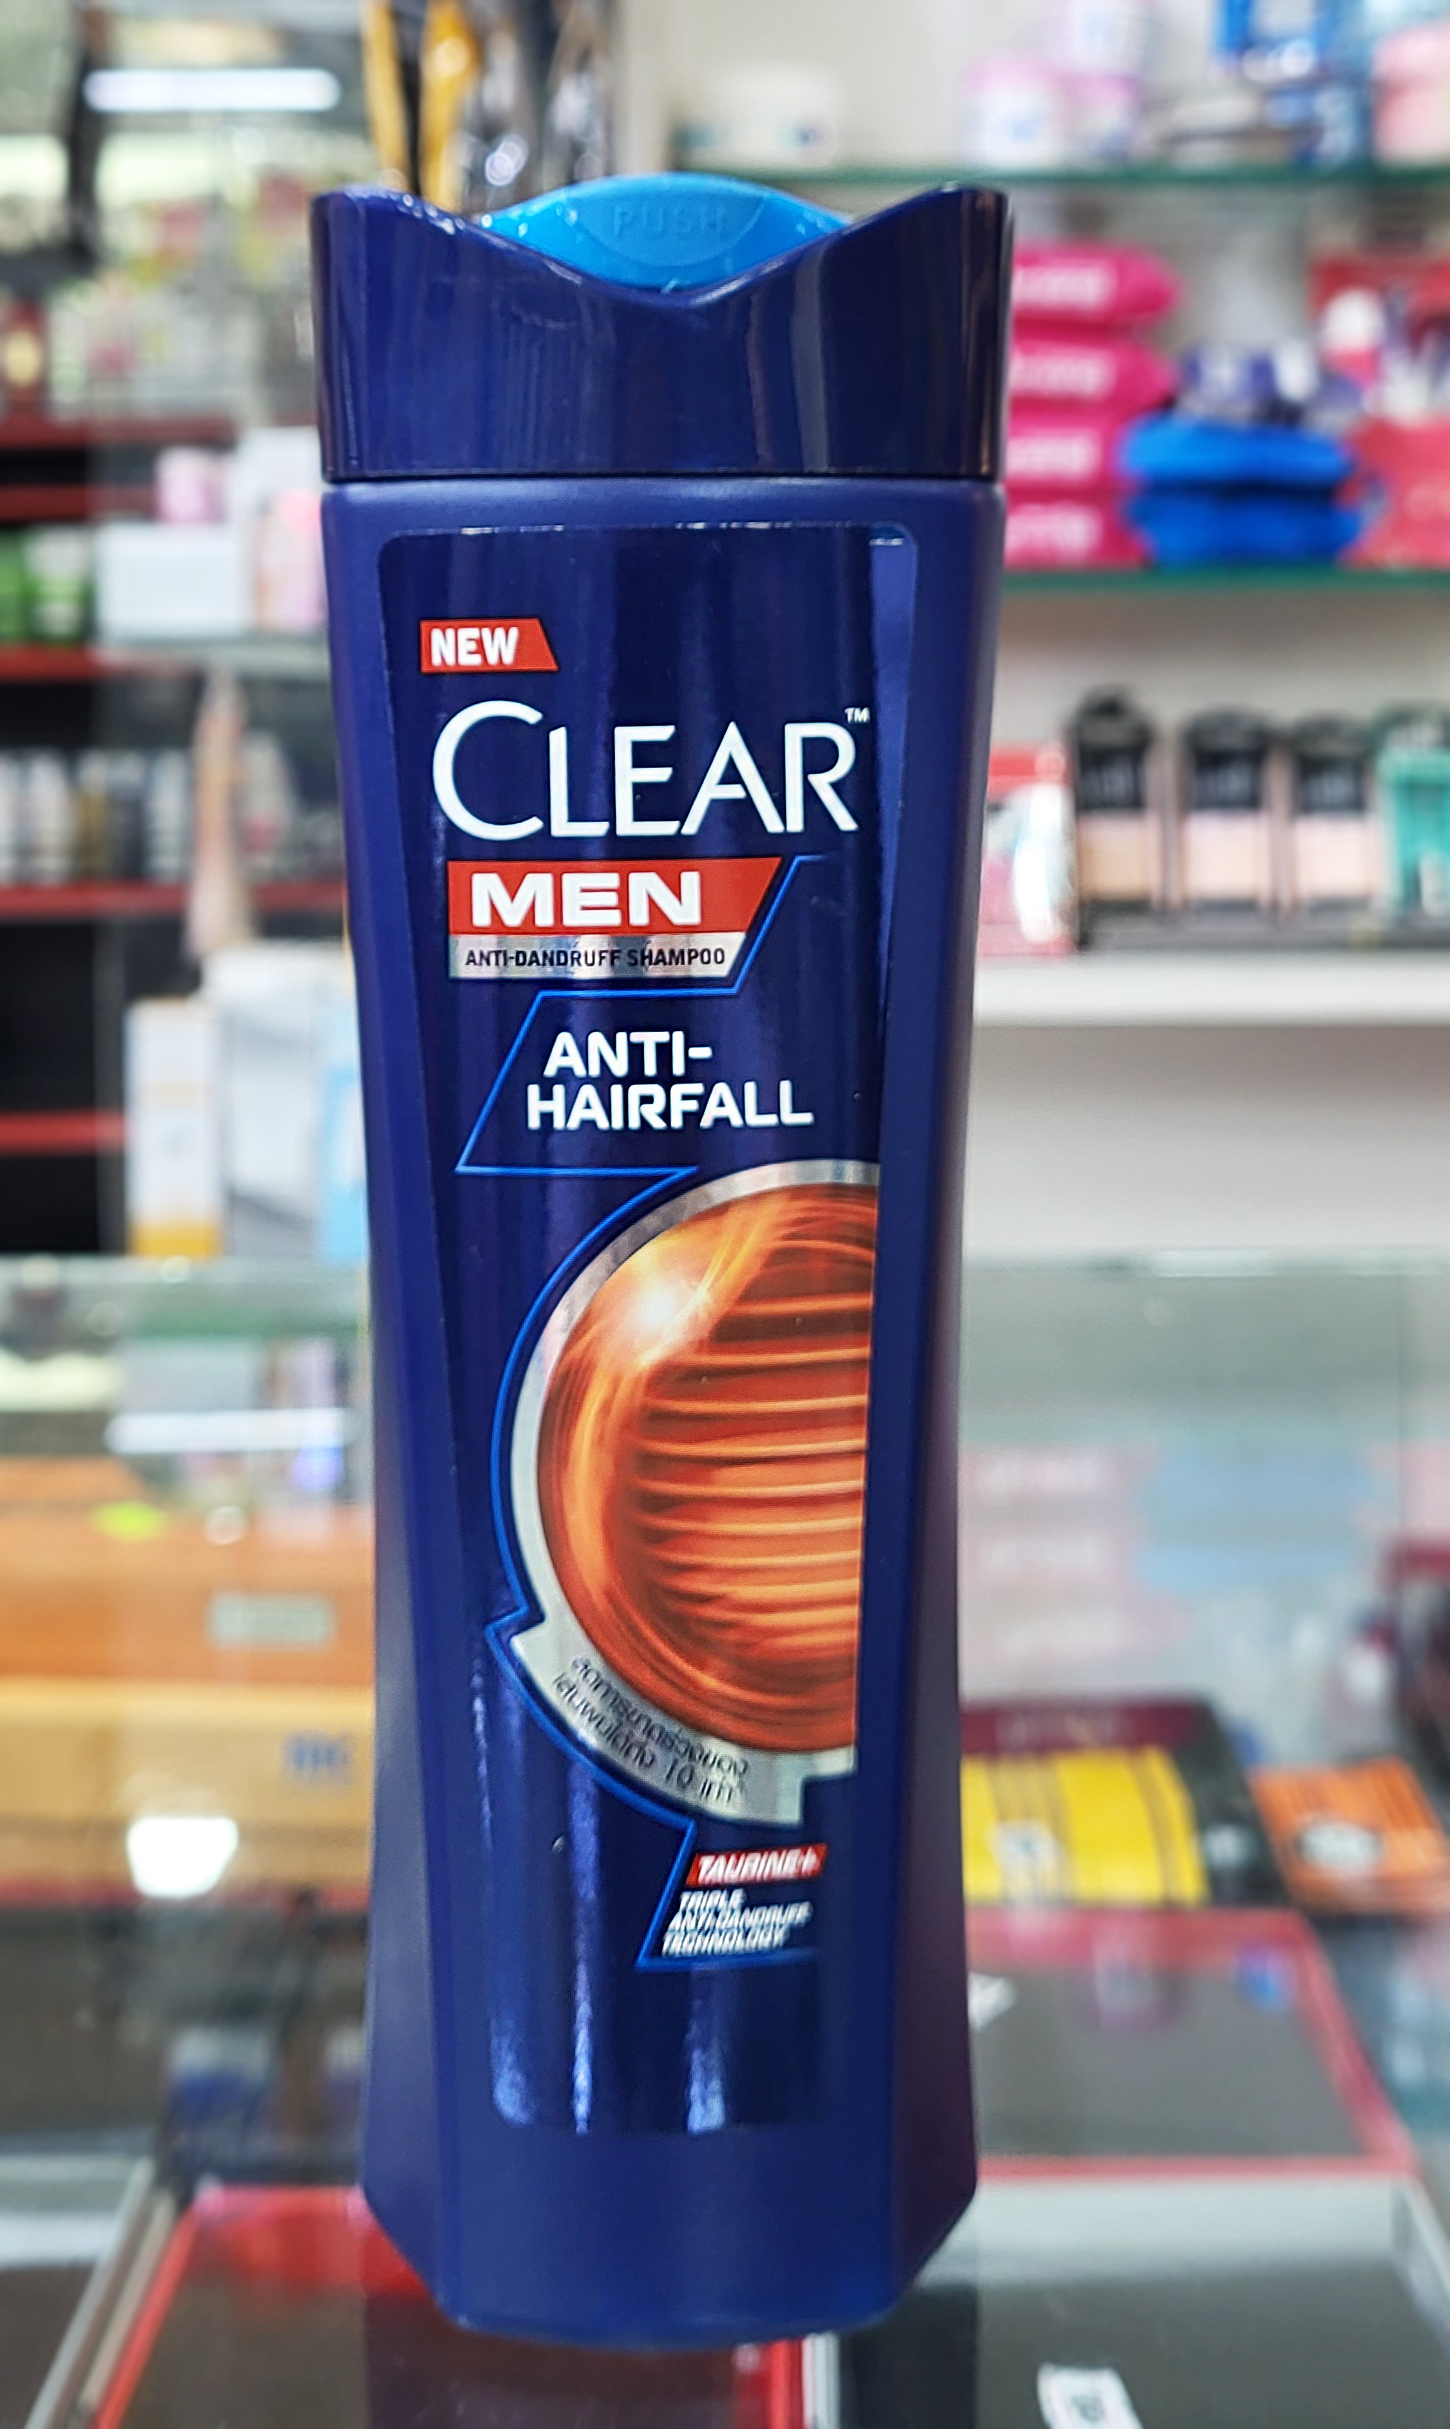 PUSH
NEW
CLEAR™
MEN
ANTI-DANDRUFF SHAMPOO
ANTI-
HAIRFALL
TAURINE+
TRIPLE
ANTI-DANDRUFF
TECHNOLOGY